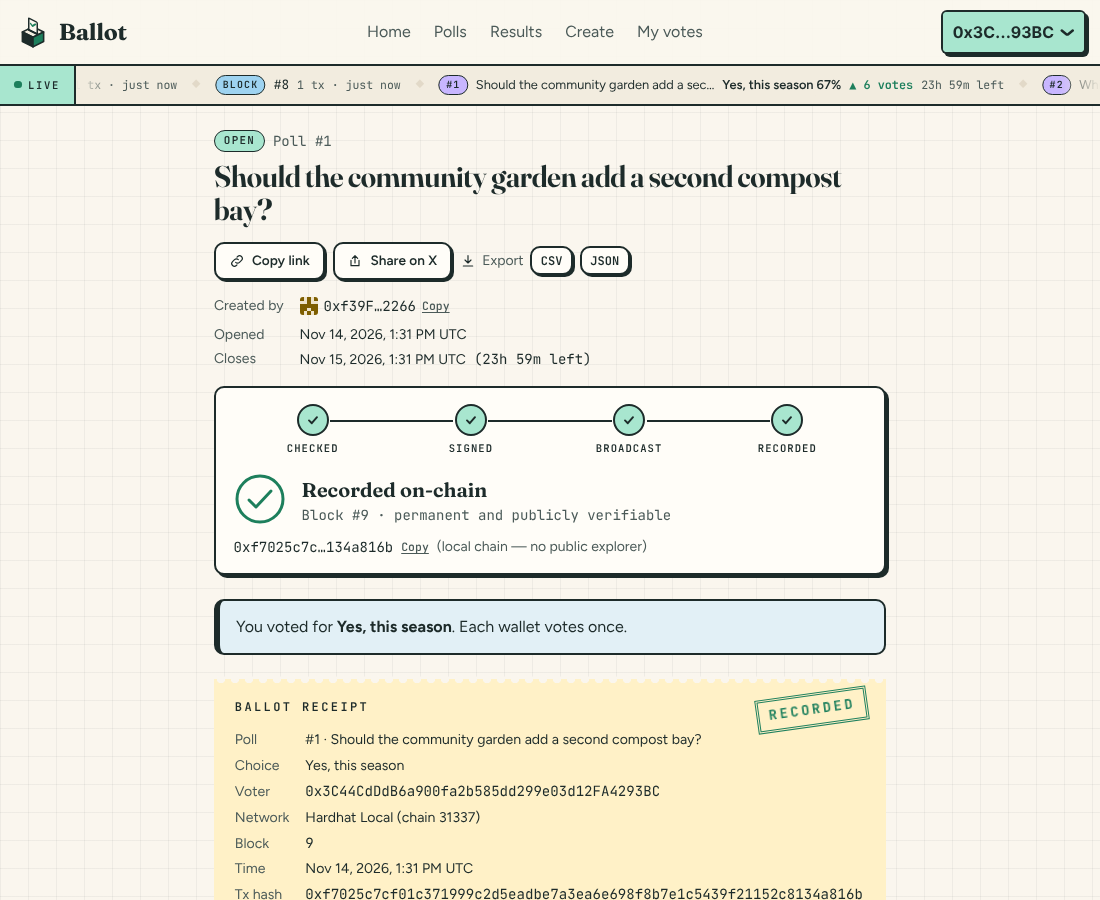 Ballot
Home Polls Results Create My votes
0x3C…93BC
LIVE
tx · just now
BLOCK #8 1 tx · just now
#1 Should the community garden add a sec… Yes, this season 67% ▲ 6 votes 23h 59m left
#2
OPEN Poll #1
Should the community garden add a second compost
bay?
Copy link Share on X Export CSV JSON
Created by 0xf39F…2266 Copy
Opened Nov 14, 2026, 1:31 PM UTC
Closes Nov 15, 2026, 1:31 PM UTC (23h 59m left)
CHECKED SIGNED BROADCAST RECORDED
Recorded on-chain
Block #9 · permanent and publicly verifiable
0xf7025c7c…134a816b Copy (local chain — no public explorer)
You voted for Yes, this season. Each wallet votes once.
BALLOT RECEIPT
RECORDED
Poll #1 · Should the community garden add a second compost bay?
Choice Yes, this season
Voter 0x3C44CdDdB6a900fa2b585dd299e03d12FA4293BC
Network Hardhat Local (chain 31337)
Block 9
Time Nov 14, 2026, 1:31 PM UTC
Tx hash 0xf7025c7cf01c371999c2d5eadbe7a3ea6e698f8b7e1c5439f21152c8134a816b